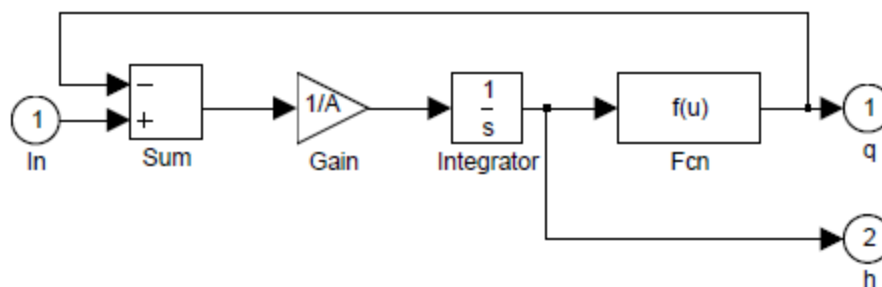 −
1
+
1/A
1
s
f(u)
1
In
Sum
Gain
Integrator
Fcn
q
2
h